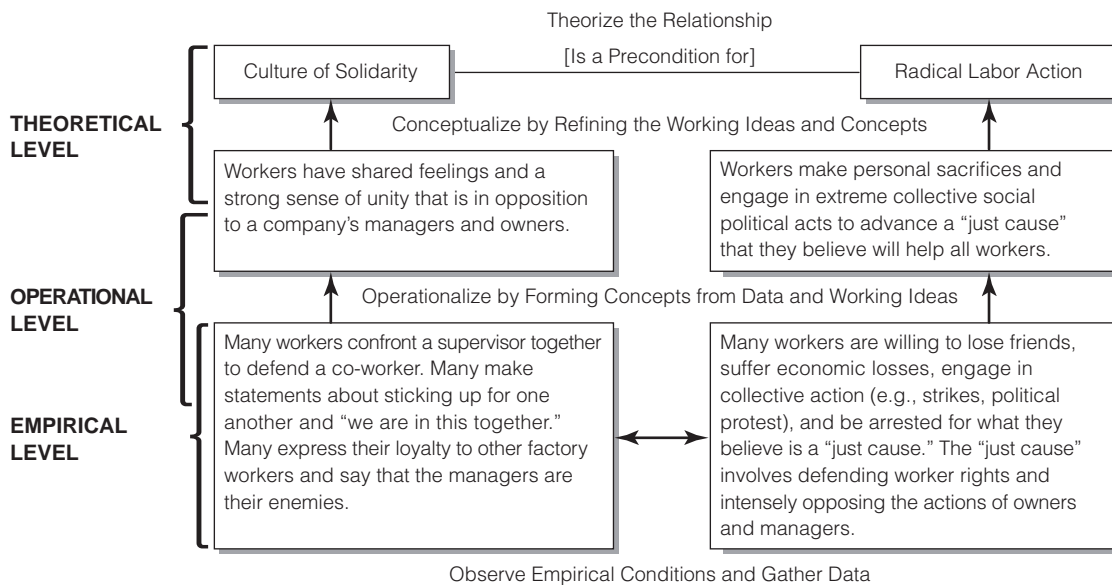 Theorize the Relationship
Culture of Solidarity
[Is a Precondition for]
Radical Labor Action
THEORETICAL
LEVEL
Conceptualize by Refining the Working Ideas and Concepts
Workers have shared feelings and a
strong sense of unity that is in opposition
to a company’s managers and owners.
Workers make personal sacrifices and
engage in extreme collective social
political acts to advance a “just cause”
that they believe will help all workers.
OPERATIONAL
LEVEL
Operationalize by Forming Concepts from Data and Working Ideas
EMPIRICAL
LEVEL
Many workers confront a supervisor together
to defend a co-worker. Many make
statements about sticking up for one
another and “we are in this together.”
Many express their loyalty to other factory
workers and say that the managers are
their enemies.
Many workers are willing to lose friends,
suffer economic losses, engage in
collective action (e.g., strikes, political
protest), and be arrested for what they
believe is a “just cause.” The “just cause”
involves defending worker rights and
intensely opposing the actions of owners
and managers.
Observe Empirical Conditions and Gather Data